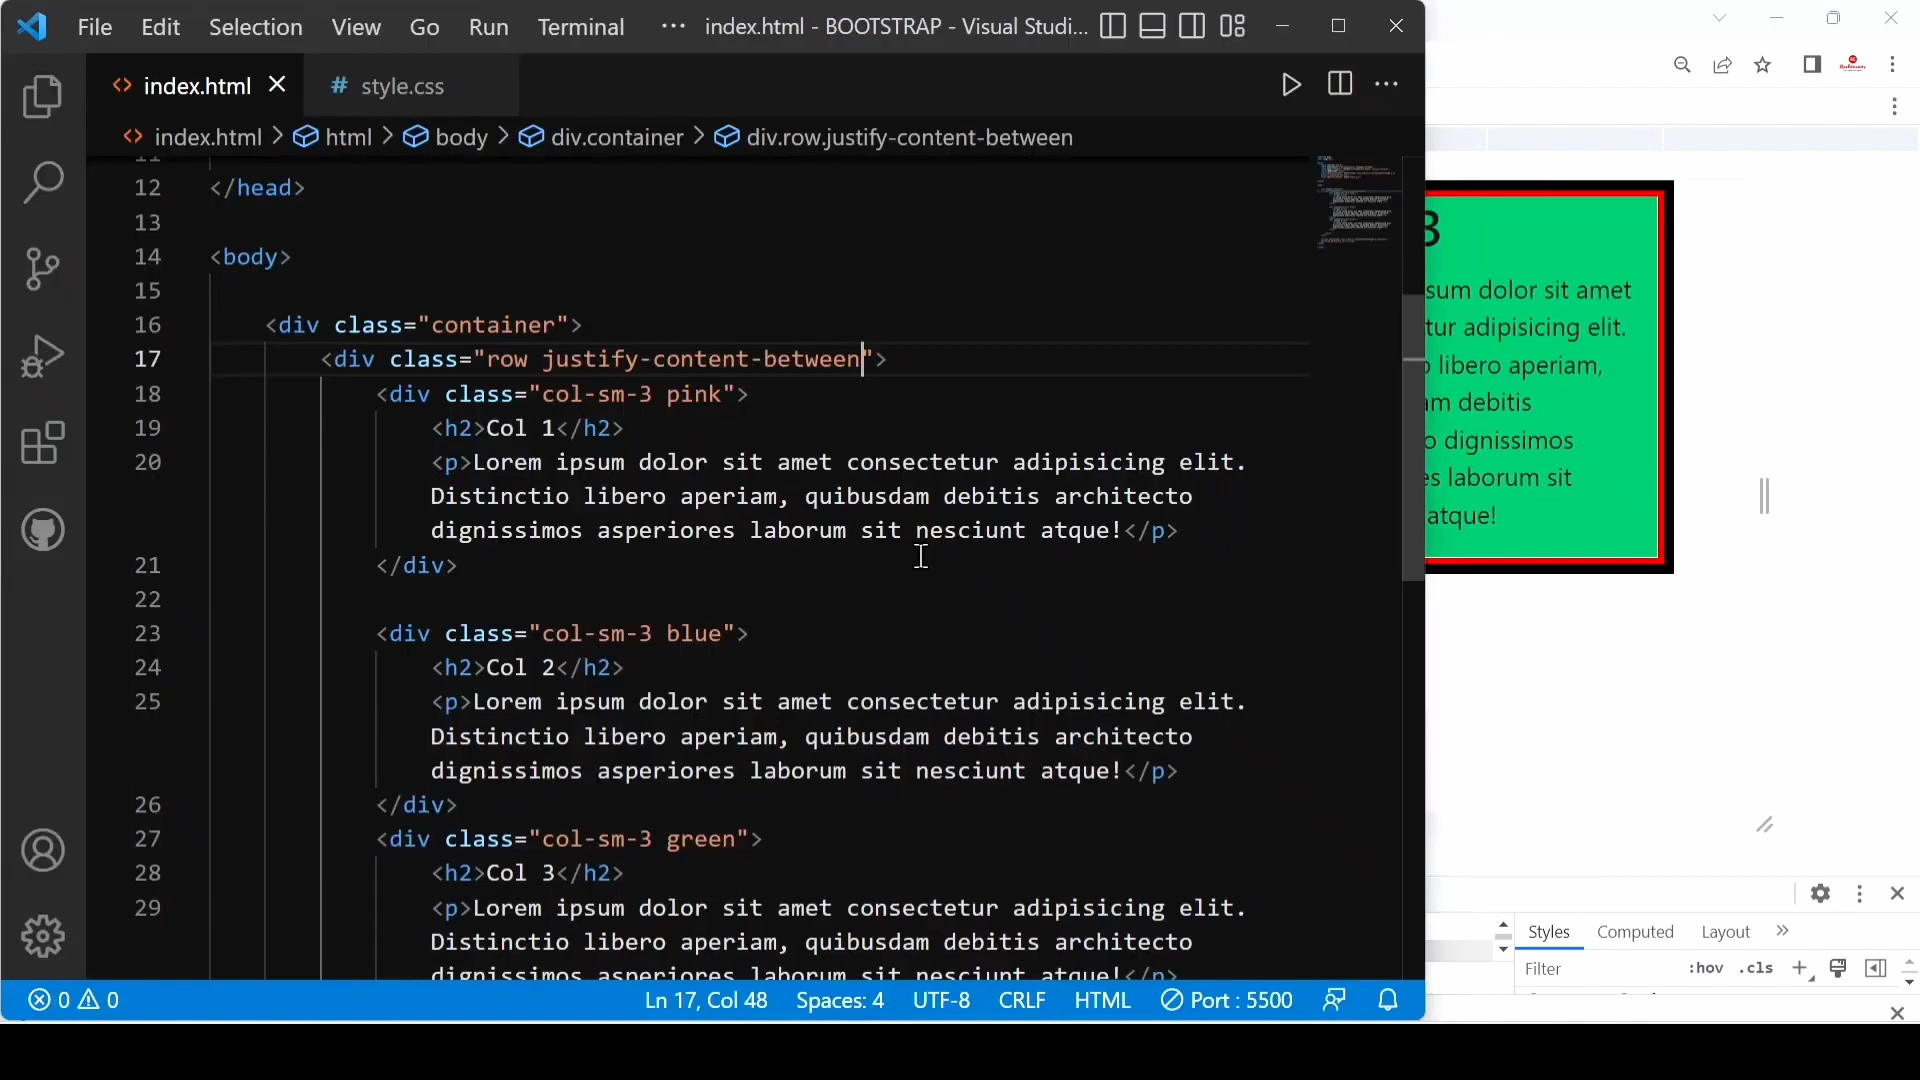 File Edit Selection View Go Run Terminal ··· index.html - BOOTSTRAP - Visual Studi...
index.html
# style.css
index.html > html > body > div.container > div.row.justify-content-between
12 </head>
13
14 <body>
15
16 <div class="container">
17 <div class="row justify-content-between">
18 <div class="col-sm-3 pink">
19 <h2>Col 1</h2>
20 <p>Lorem ipsum dolor sit amet consectetur adipisicing elit.
Distinctio libero aperiam, quibusdam debitis architecto
dignissimos asperiores laborum sit nesciunt atque!</p>
21 </div>
22
23 <div class="col-sm-3 blue">
24 <h2>Col 2</h2>
25 <p>Lorem ipsum dolor sit amet consectetur adipisicing elit.
Distinctio libero aperiam, quibusdam debitis architecto
dignissimos asperiores laborum sit nesciunt atque!</p>
26 </div>
27 <div class="col-sm-3 green">
28 <h2>Col 3</h2>
29 <p>Lorem ipsum dolor sit amet consectetur adipisicing elit.
Distinctio libero aperiam, quibusdam debitis architecto
dignissimos asperiores laborum sit nesciunt atque!</p>
0 0
Ln 17, Col 48 Spaces: 4 UTF-8 CRLF HTML Port : 5500
3
sum dolor sit amet
tur adipisicing elit.
libero aperiam,
m debitis
dignissimos
es laborum sit
atque!
Styles Computed Layout
Filter :hov .cls